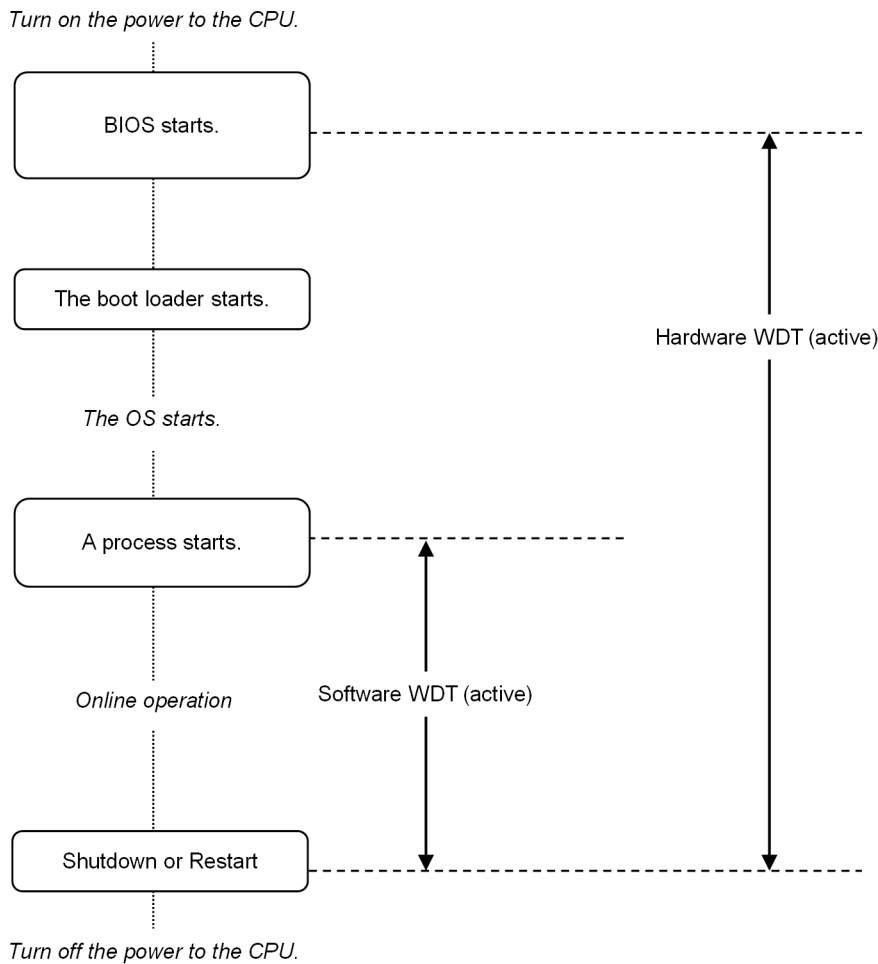 Turn on the power to the CPU.
BIOS starts.
The boot loader starts.
Hardware WDT (active)
The OS starts.
A process starts.
Online operation
Software WDT (active)
Shutdown or Restart
Turn off the power to the CPU.